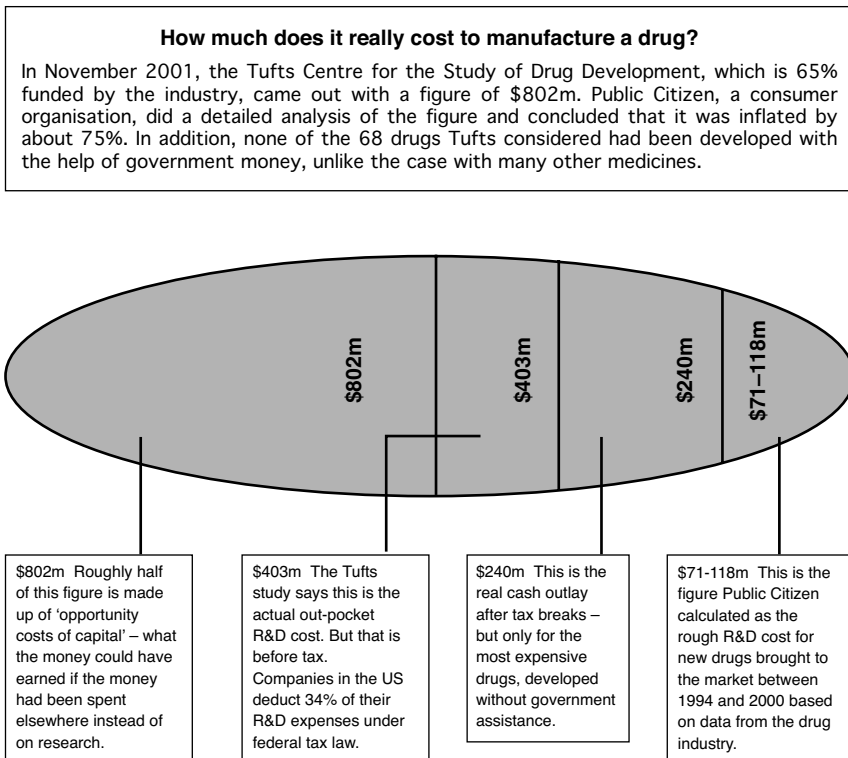 How much does it really cost to manufacture a drug?
In November 2001, the Tufts Centre for the Study of Drug Development, which is 65%
funded by the industry, came out with a figure of $802m. Public Citizen, a consumer
organisation, did a detailed analysis of the figure and concluded that it was inflated by
about 75%. In addition, none of the 68 drugs Tufts considered had been developed with
the help of government money, unlike the case with many other medicines.
$802m
$403m
$240m
$71–118m
$802m Roughly half
of this figure is made
up of ‘opportunity
costs of capital’ – what
the money could have
earned if the money
had been spent
elsewhere instead of
on research.
$403m The Tufts
study says this is the
actual out-pocket
R&D cost. But that is
before tax.
Companies in the US
deduct 34% of their
R&D expenses under
federal tax law.
$240m This is the
real cash outlay
after tax breaks –
but only for the
most expensive
drugs, developed
without government
assistance.
$71-118m This is the
figure Public Citizen
calculated as the
rough R&D cost for
new drugs brought to
the market between
1994 and 2000 based
on data from the drug
industry.